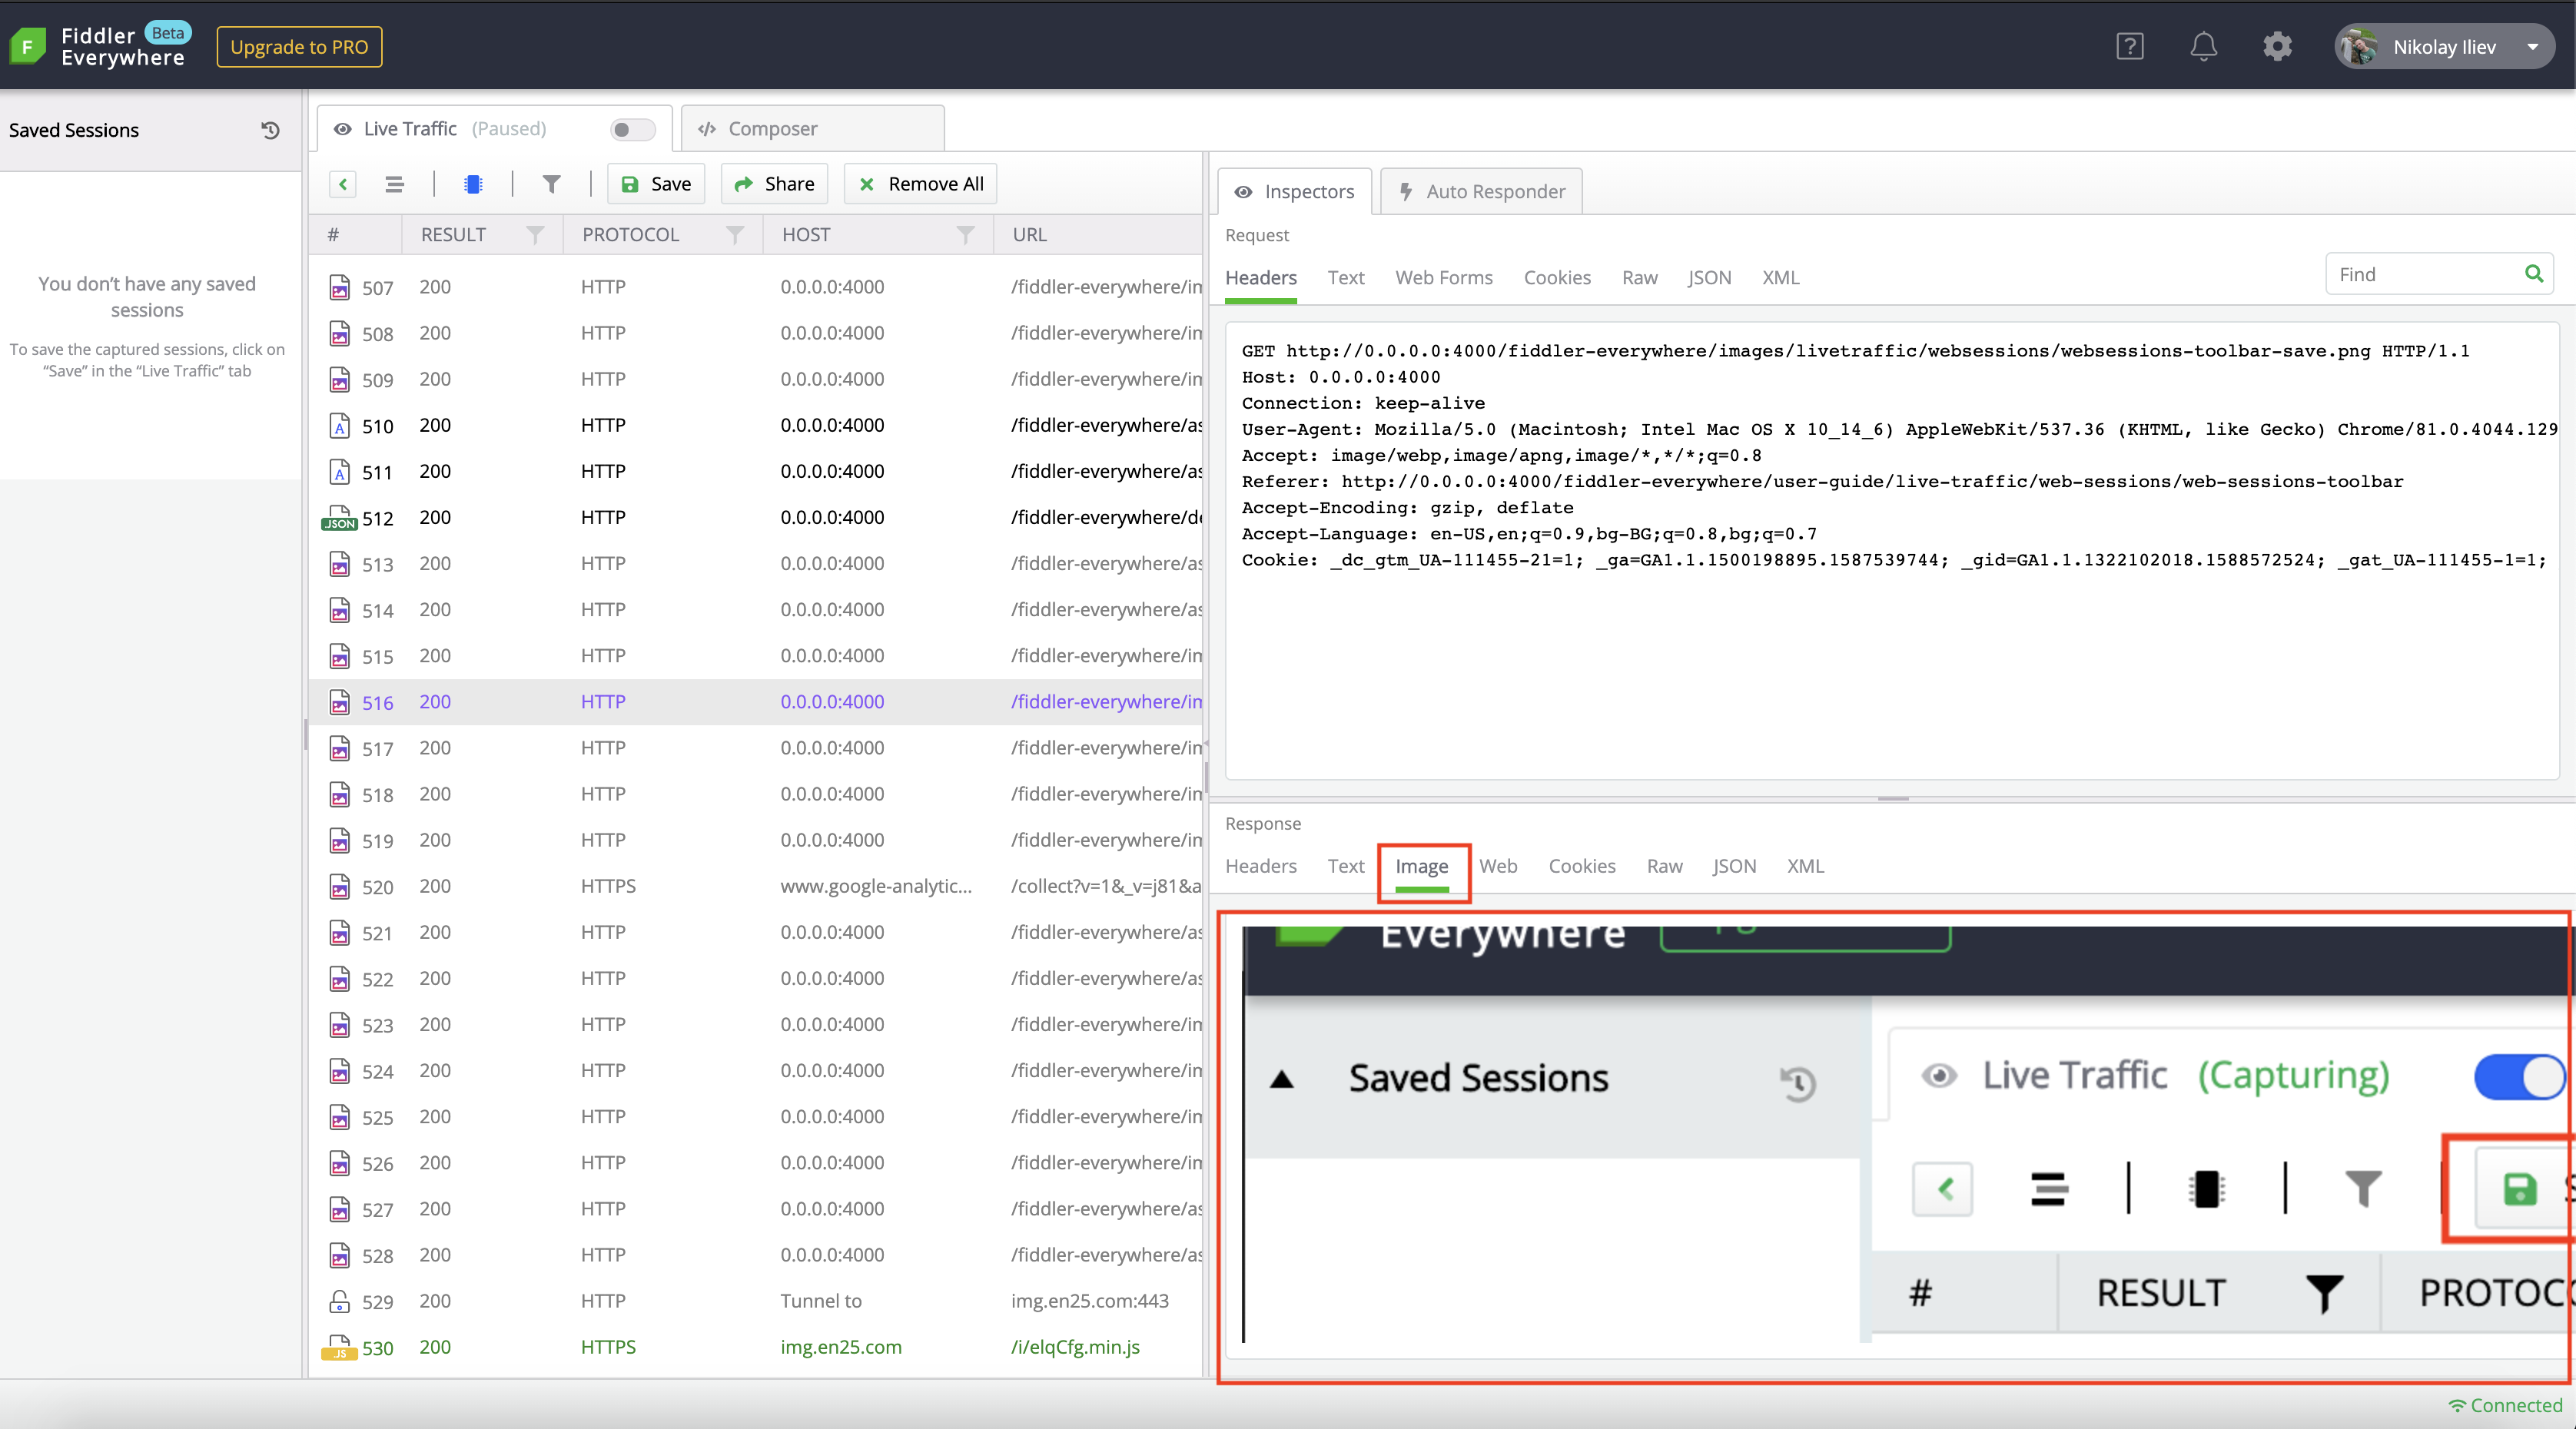 Fiddler Beta
Everywhere
Upgrade to PRO
Nikolay Iliev
Saved Sessions
You don't have any saved
sessions
To save the captured sessions, click on
“Save” in the “Live Traffic” tab
Live Traffic (Paused)
Composer
Save Share Remove All
# RESULT PROTOCOL HOST URL
507 200 HTTP 0.0.0.0:4000 /fiddler-everywhere/im
508 200 HTTP 0.0.0.0:4000 /fiddler-everywhere/im
509 200 HTTP 0.0.0.0:4000 /fiddler-everywhere/im
A 510 200 HTTP 0.0.0.0:4000 /fiddler-everywhere/as
A 511 200 HTTP 0.0.0.0:4000 /fiddler-everywhere/as
JSON 512 200 HTTP 0.0.0.0:4000 /fiddler-everywhere/de
513 200 HTTP 0.0.0.0:4000 /fiddler-everywhere/as
514 200 HTTP 0.0.0.0:4000 /fiddler-everywhere/as
515 200 HTTP 0.0.0.0:4000 /fiddler-everywhere/im
516 200 HTTP 0.0.0.0:4000 /fiddler-everywhere/im
517 200 HTTP 0.0.0.0:4000 /fiddler-everywhere/im
518 200 HTTP 0.0.0.0:4000 /fiddler-everywhere/im
519 200 HTTP 0.0.0.0:4000 /fiddler-everywhere/im
520 200 HTTPS www.google-analytic... /collect?v=1&_v=j81&a
521 200 HTTP 0.0.0.0:4000 /fiddler-everywhere/as
522 200 HTTP 0.0.0.0:4000 /fiddler-everywhere/as
523 200 HTTP 0.0.0.0:4000 /fiddler-everywhere/im
524 200 HTTP 0.0.0.0:4000 /fiddler-everywhere/im
525 200 HTTP 0.0.0.0:4000 /fiddler-everywhere/im
526 200 HTTP 0.0.0.0:4000 /fiddler-everywhere/im
527 200 HTTP 0.0.0.0:4000 /fiddler-everywhere/as
528 200 HTTP 0.0.0.0:4000 /fiddler-everywhere/as
529 200 HTTP Tunnel to img.en25.com:443
JS 530 200 HTTPS img.en25.com /i/elqCfg.min.js
Inspectors Auto Responder
Request
Headers Text Web Forms Cookies Raw JSON XML
Find
GET http://0.0.0.0:4000/fiddler-everywhere/images/livetraffic/websessions/websessions-toolbar-save.png HTTP/1.1
Host: 0.0.0.0:4000
Connection: keep-alive
User-Agent: Mozilla/5.0 (Macintosh; Intel Mac OS X 10_14_6) AppleWebKit/537.36 (KHTML, like Gecko) Chrome/81.0.4044.129
Accept: image/webp,image/apng,image/*,*/*;q=0.8
Referer: http://0.0.0.0:4000/fiddler-everywhere/user-guide/live-traffic/web-sessions/web-sessions-toolbar
Accept-Encoding: gzip, deflate
Accept-Language: en-US,en;q=0.9,bg-BG;q=0.8,bg;q=0.7
Cookie: _dc_gtm_UA-111455-21=1; _ga=GA1.1.1500198895.1587539744; _gid=GA1.1.1322102018.1588572524; _gat_UA-111455-1=1;
Response
Headers Text Image Web Cookies Raw JSON XML
Everywhere
Saved Sessions
Live Traffic (Capturing)
# RESULT PROTOC
Connected